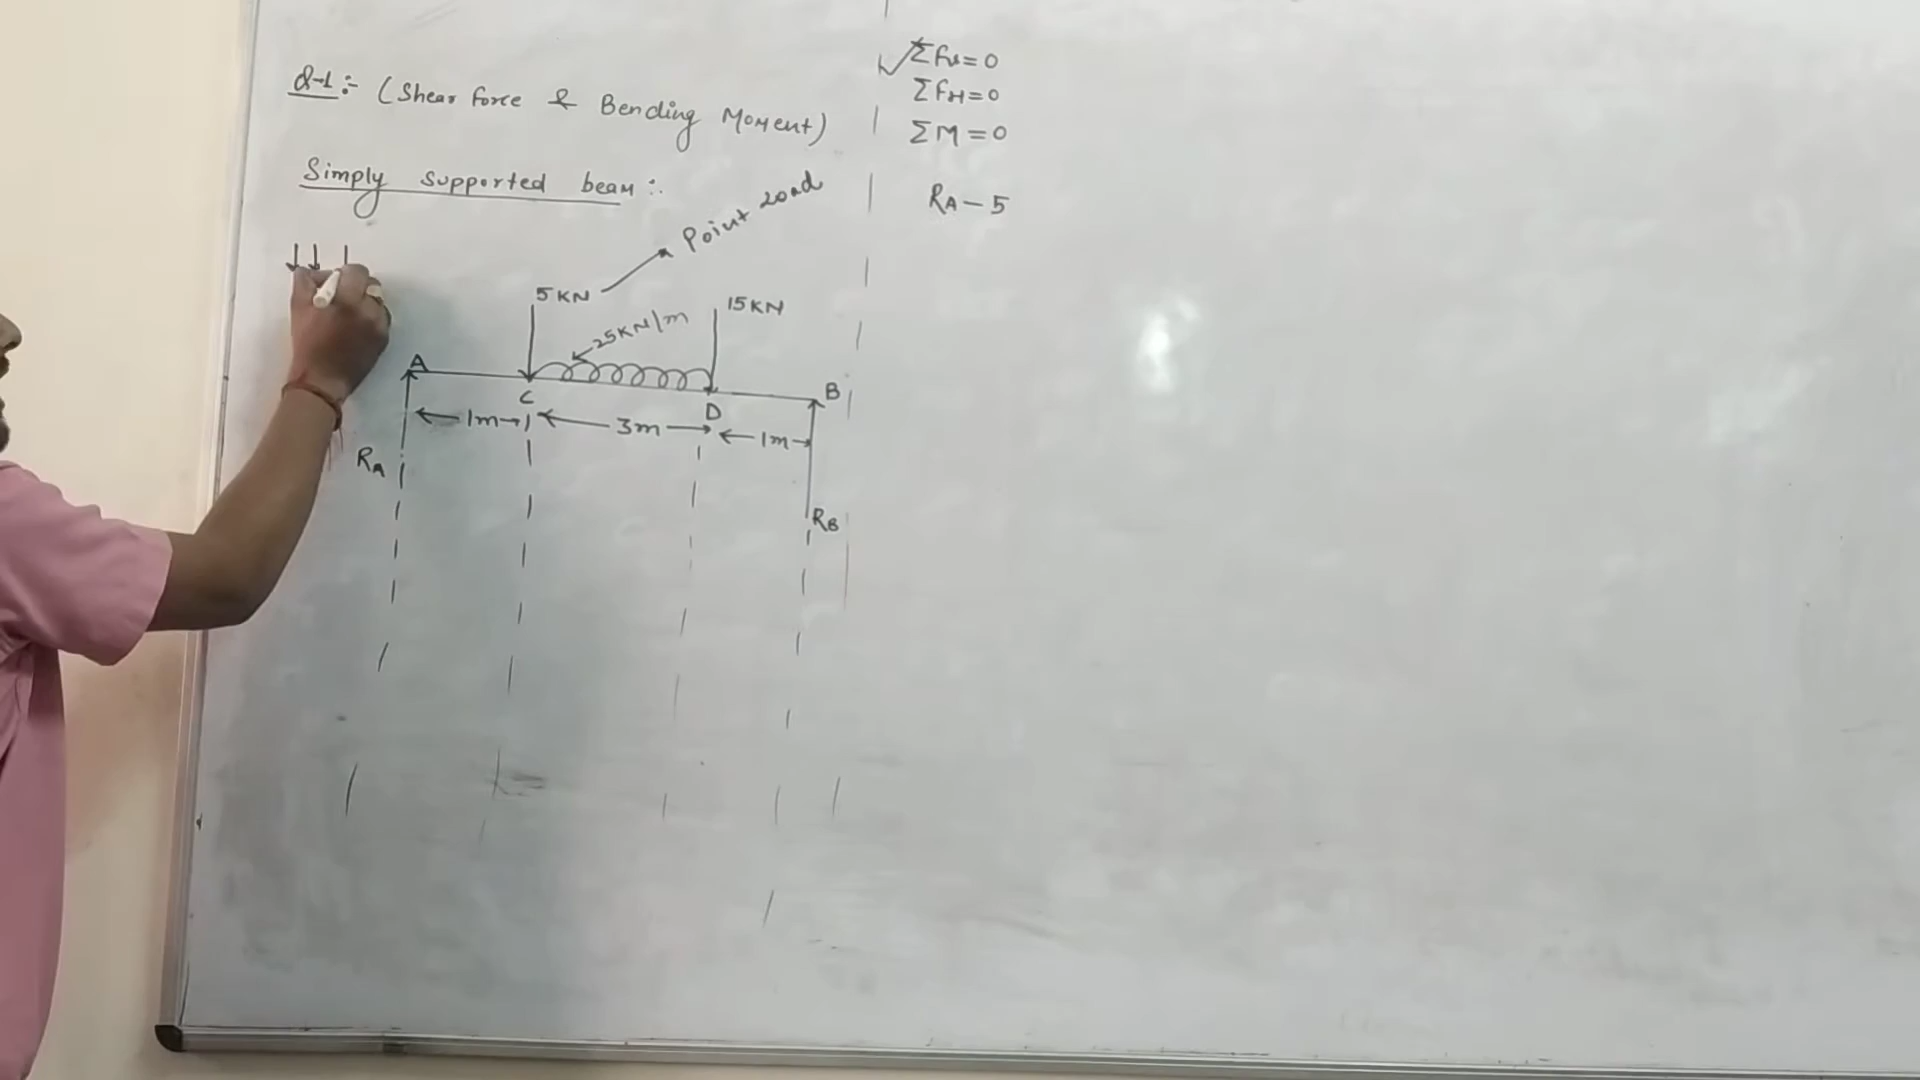 Q-1:- (Shear force & Bending Moment)
Simply supported beam:.
Point Load
5KN
15KN
25KN/m
A
B
C
D
1m
3m
1m
RA
RB
ΣFv=0
ΣFH=0
ΣM=0
RA-5